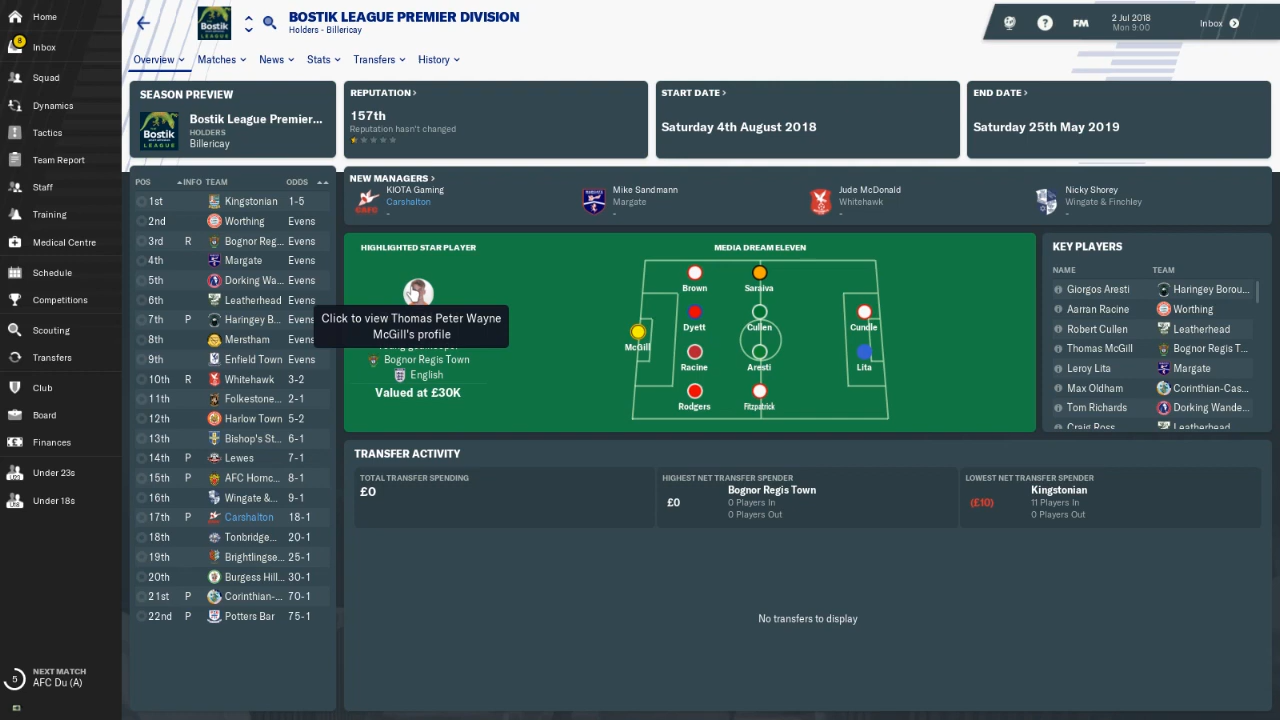 Home
8
Inbox
Squad
Dynamics
Tactics
Team Report
Staff
Training
Medical Centre
Schedule
Competitions
Scouting
Transfers
Club
Board
Finances
Under 23s
Under 18s
5
NEXT MATCH
AFC Du (A)
Bostik
LEAGUE
BOSTIK LEAGUE PREMIER DIVISION
Holders - Billericay
?
FM
2 Jul 2018
Mon 9:00
Inbox
Overview Matches News Stats Transfers History
SEASON PREVIEW
Bostik
LEAGUE
Bostik League Premier...
HOLDERS
Billericay
REPUTATION >
157th
Reputation hasn't changed
START DATE >
Saturday 4th August 2018
END DATE >
Saturday 25th May 2019
POS INFO TEAM ODDS
1st Kingstonian 1-5
2nd Worthing Evens
3rd R Bognor Reg... Evens
4th Margate Evens
5th Dorking Wa... Evens
6th Leatherhead Evens
7th P Haringey B... Evens
8th Merstham Evens
9th Enfield Town Evens
10th R Whitehawk 3-2
11th Folkestone... 2-1
12th Harlow Town 5-2
13th Bishop's St... 6-1
14th P Lewes 7-1
15th P AFC Hornc... 8-1
16th Wingate &... 9-1
17th P Carshalton 18-1
18th Tonbridge... 20-1
19th Brightlingse... 25-1
20th Burgess Hill... 30-1
21st P Corinthian-... 70-1
22nd P Potters Bar 75-1
NEW MANAGERS >
KIOTA Gaming
Carshalton
-
Mike Sandmann
Margate
-
Jude McDonald
Whitehawk
-
Nicky Shorey
Wingate & Finchley
-
HIGHLIGHTED STAR PLAYER
Click to view Thomas Peter Wayne
McGill's profile
Bognor Regis Town
English
Valued at £30K
MEDIA DREAM ELEVEN
Brown
Saraiva
Dyett
Cullen
Cundle
McGill
Racine
Aresti
Lita
Rodgers
Fitzpatrick
KEY PLAYERS
NAME TEAM
Giorgos Aresti Haringey Borou...
Aarran Racine Worthing
Robert Cullen Leatherhead
Thomas McGill Bognor Regis T...
Leroy Lita Margate
Max Oldham Corinthian-Cas...
Tom Richards Dorking Wande...
Craig Ross Leatherhead
TRANSFER ACTIVITY
TOTAL TRANSFER SPENDING
£0
HIGHEST NET TRANSFER SPENDER
£0
Bognor Regis Town
0 Players In
0 Players Out
LOWEST NET TRANSFER SPENDER
(£10)
Kingstonian
11 Players In
0 Players Out
No transfers to display